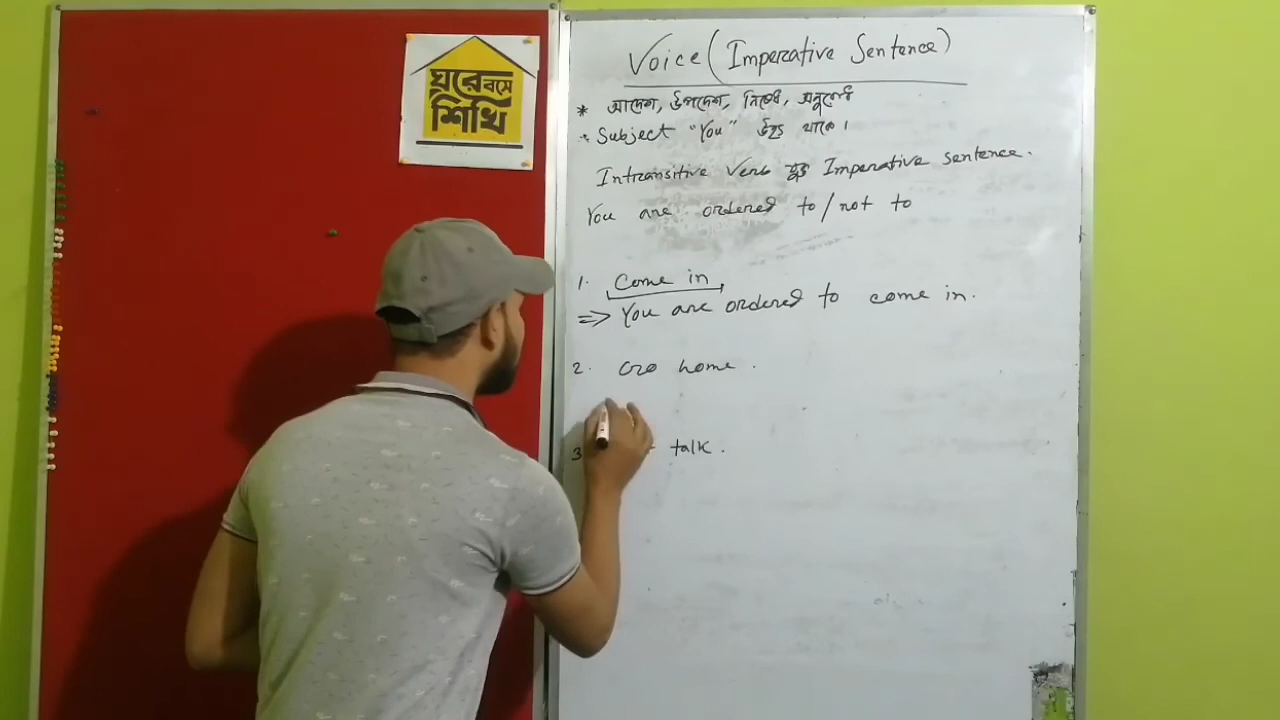 ঘরে বসে
শিখি
Voice (Imperative Sentence)
* আদেশ, উপদেশ, নিষেধ, অনুরোধ
* Subject "You" উহ্য থাকে।
Intransitive Verb যুক্ত Imperative sentence.
You are ordered to/not to
1. Come in
⇒ You are ordered to come in.
2. Go home.
3 talk.